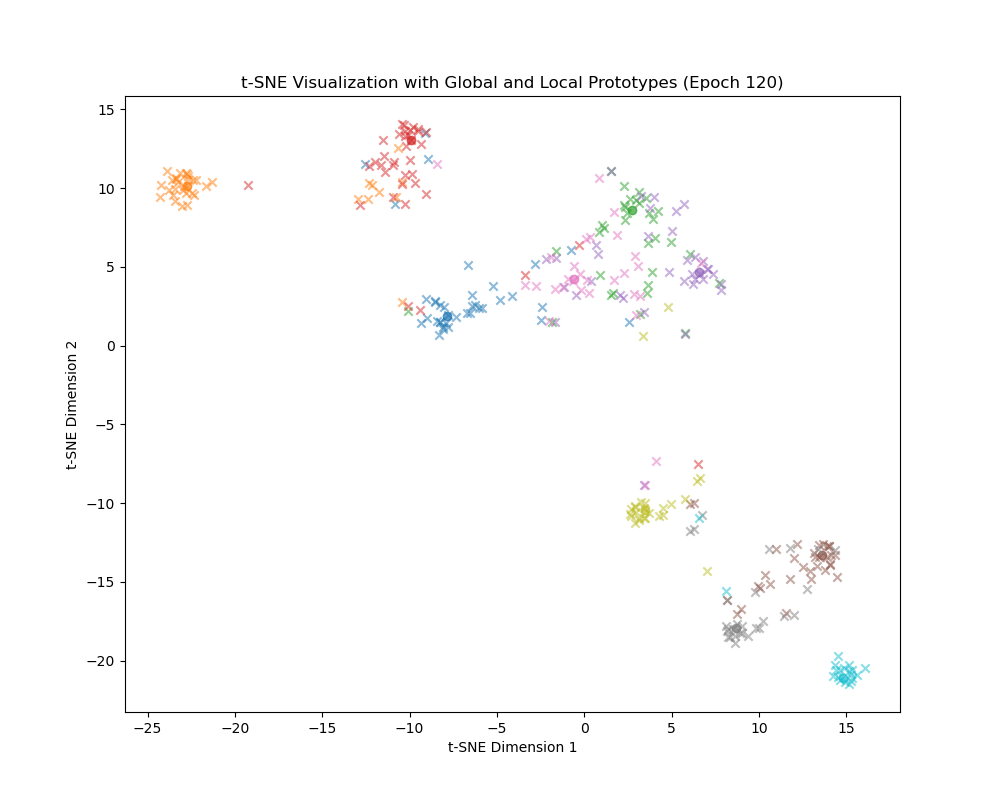 t-SNE Visualization with Global and Local Prototypes (Epoch 120)
15
10
5
0
−5
−10
−15
−20
t-SNE Dimension 2
−25 −20 −15 −10 −5 0 5 10 15
t-SNE Dimension 1